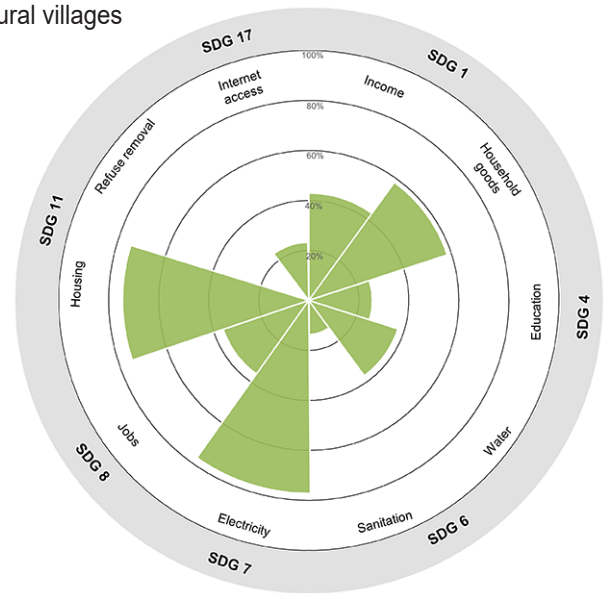 ural villages
SDG 17
SDG 1
100%
Internet
access
Income
80%
Household
goods
Refuse removal
60%
SDG 11
40%
20%
Housing
Education
SDG 4
Jobs
Water
SDG 8
Electricity
Sanitation
SDG 6
SDG 7